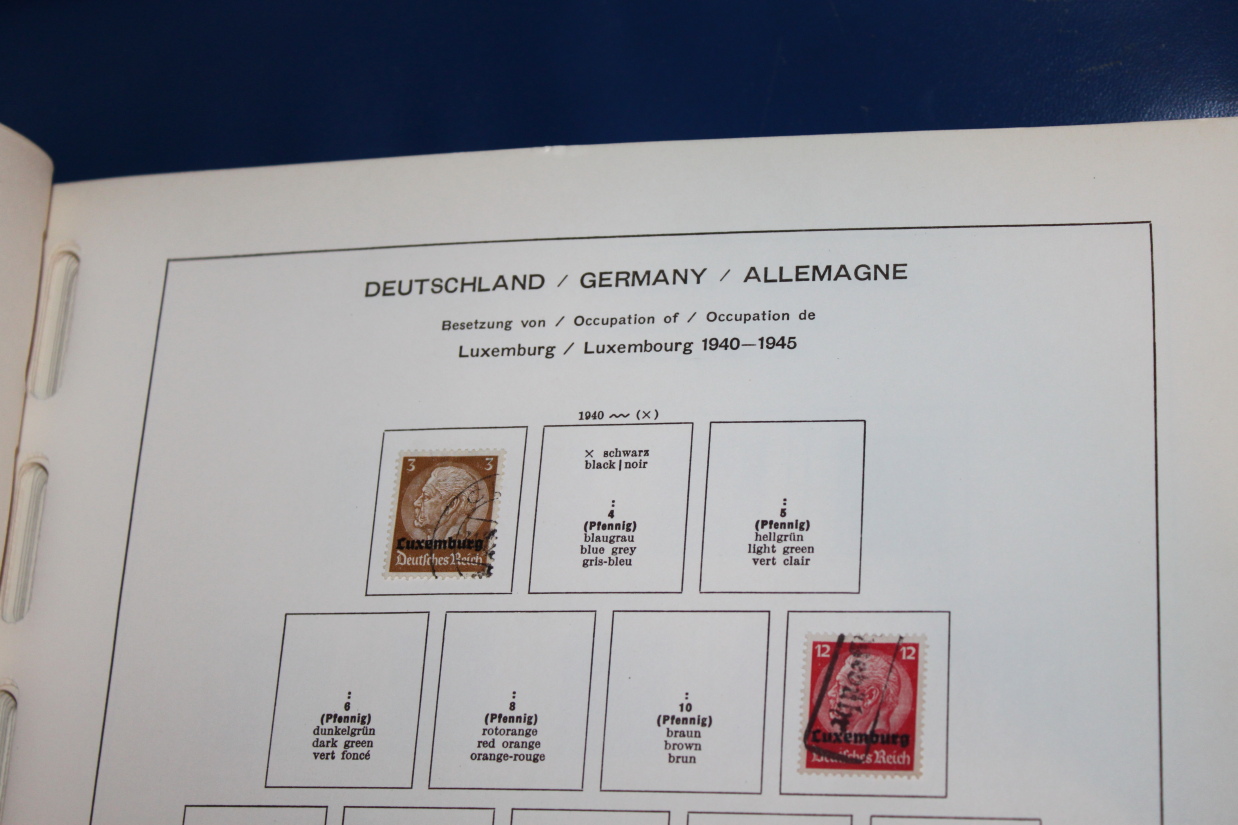 DEUTSCHLAND / GERMANY / ALLEMAGNE
Besetzung von / Occupation of / Occupation de
Luxemburg / Luxembourg 1940—1945
1940 〰 (×)
3 3
Luxemburg
Deutsches Reich
× schwarz
black|noir
:
4
(Pfennig)
blaugrau
blue grey
gris-bleu
:
5
(Pfennig)
hellgrün
light green
vert clair
:
6
(Pfennig)
dunkelgrün
dark green
vert foncé
:
8
(Pfennig)
rotorange
red orange
orange-rouge
:
10
(Pfennig)
braun
brown
brun
12 12
Luxemburg
Deutsches Reich